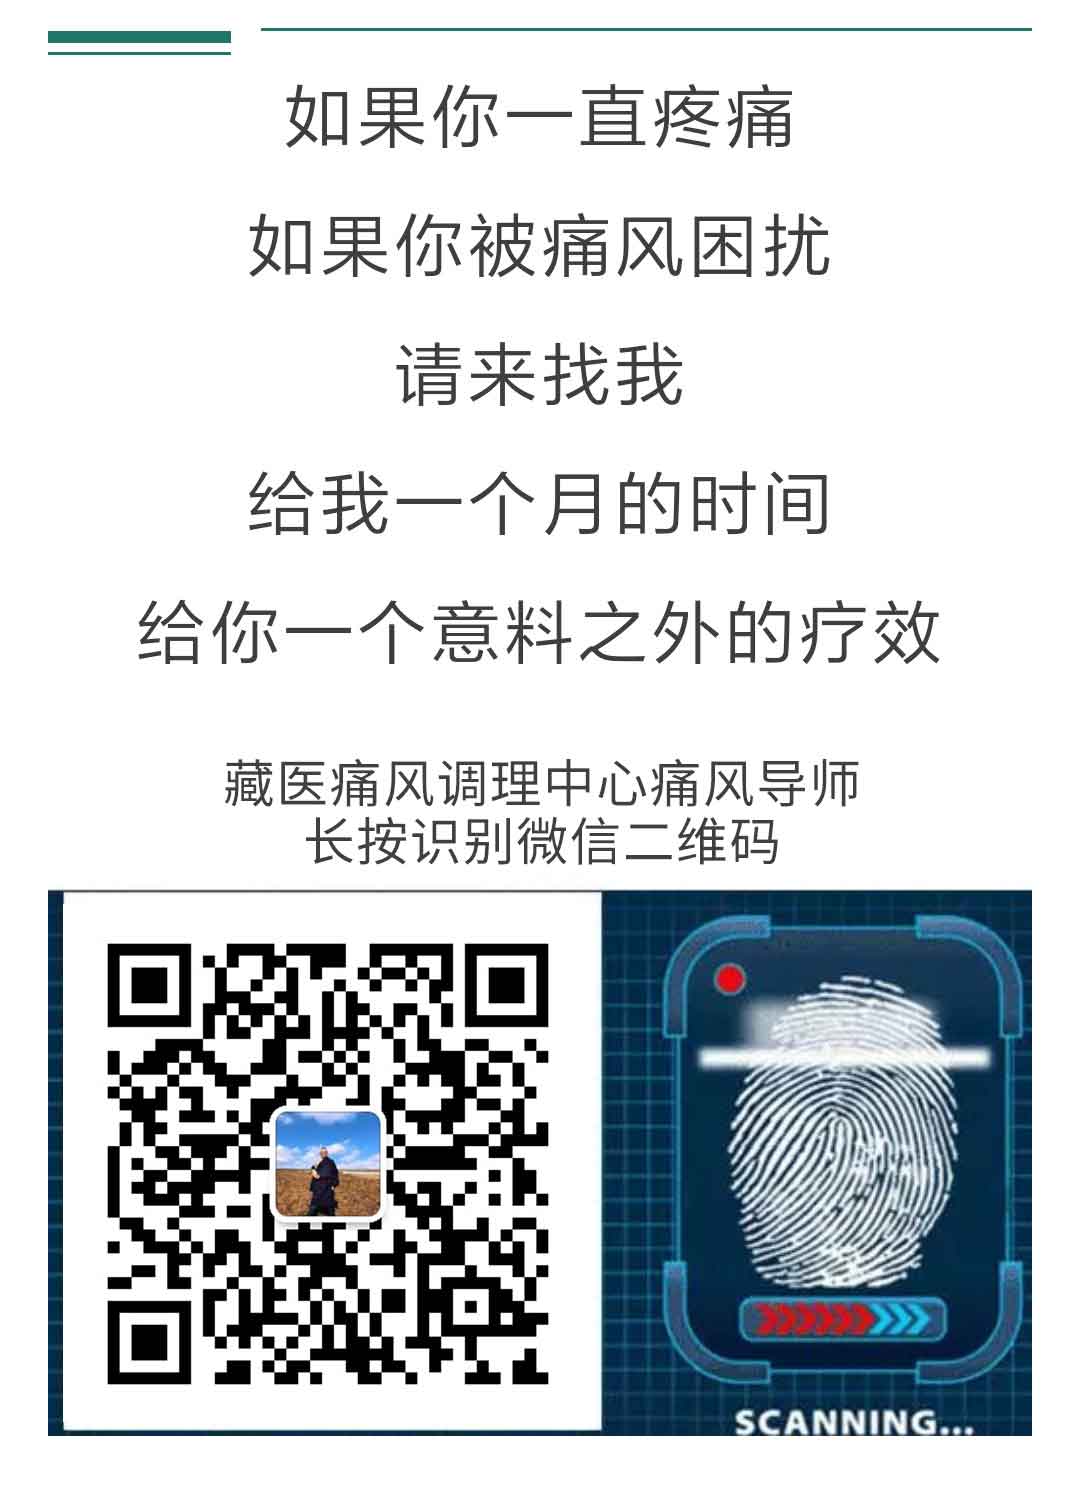 如果你一直疼痛
如果你被痛风困扰
请来找我
给我一个月的时间
给你一个意料之外的疗效
藏医痛风调理中心痛风导师
长按识别微信二维码
SCANNING...